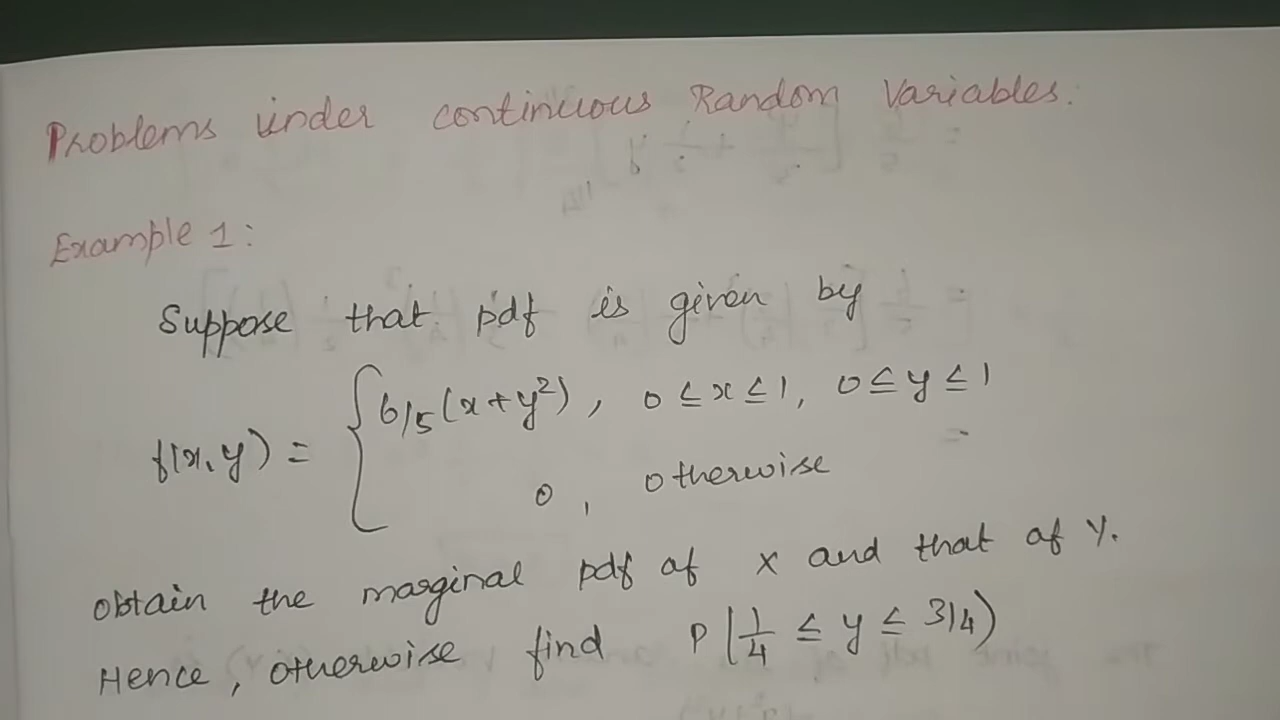 Problems under continuous Random Variables.
Example 1:
Suppose that pdf is given by
f(x,y) = { 6/5 (x+y²), 0 ≤ x ≤ 1, 0 ≤ y ≤ 1
0, otherwise
obtain the marginal pdf of x and that of y.
Hence, otherwise find P(1/4 ≤ y ≤ 3/4)